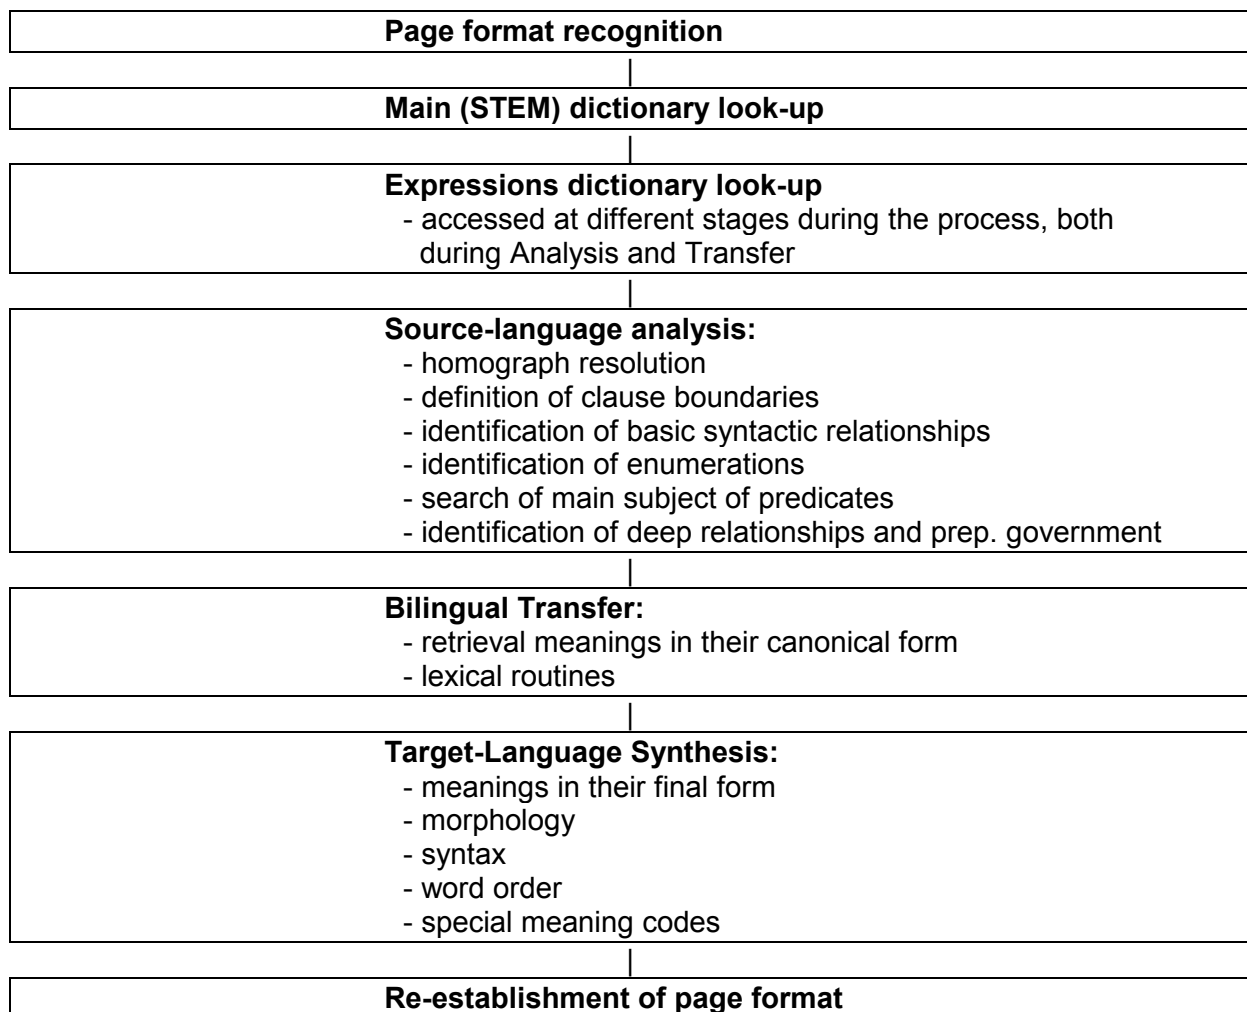 Page format recognition
|
Main (STEM) dictionary look-up
|
Expressions dictionary look-up
- accessed at different stages during the process, both
during Analysis and Transfer
|
Source-language analysis:
- homograph resolution
- definition of clause boundaries
- identification of basic syntactic relationships
- identification of enumerations
- search of main subject of predicates
- identification of deep relationships and prep. government
|
Bilingual Transfer:
- retrieval meanings in their canonical form
- lexical routines
|
Target-Language Synthesis:
- meanings in their final form
- morphology
- syntax
- word order
- special meaning codes
|
Re-establishment of page format